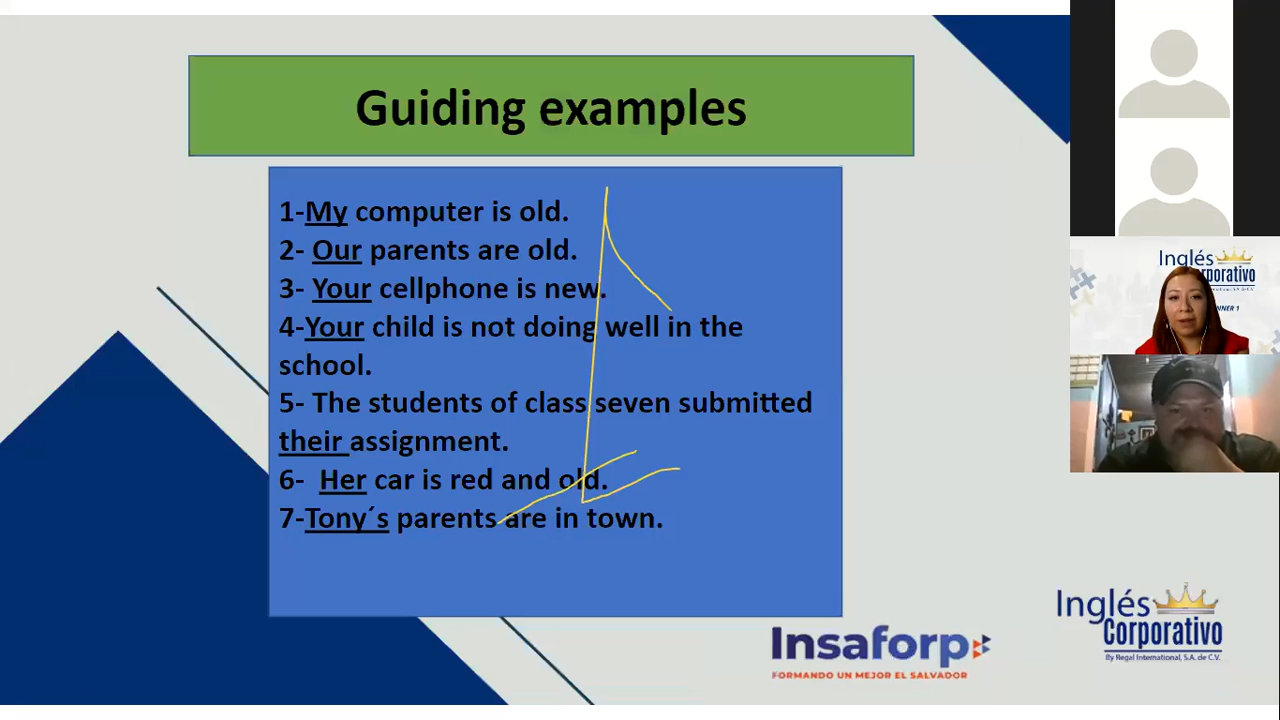 Guiding examples
1-My computer is old.
2- Our parents are old.
3- Your cellphone is new.
4-Your child is not doing well in the
school.
5- The students of class seven submitted
their assignment.
6- Her car is red and old.
7-Tony´s parents are in town.
Inglés
Corporativo
Insaforp
FORMANDO UN MEJOR EL SALVADOR
Inglés
Corporativo
By Regal International, S.A. de C.V.